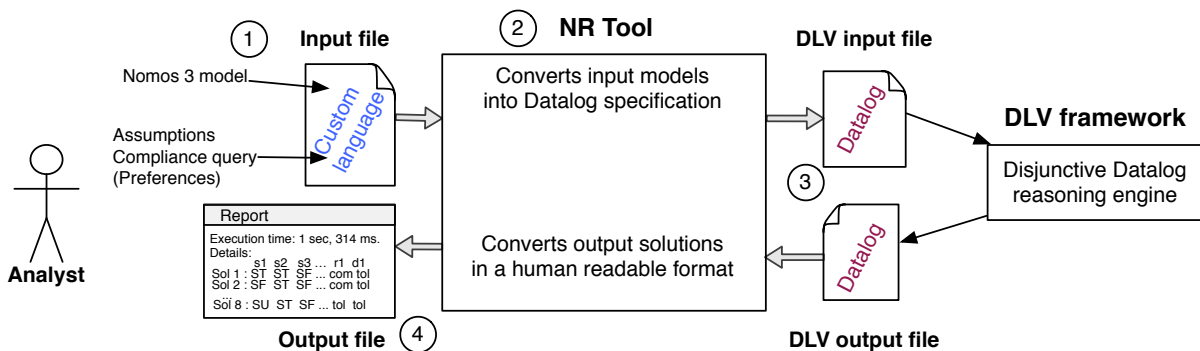 1
Input file
2
NR Tool
DLV input file
Nomos 3 model
Assumptions
Compliance query
(Preferences)
Custom
language
Converts input models
into Datalog specification
Datalog
DLV framework
Disjunctive Datalog
reasoning engine
3
Analyst
Report
Execution time: 1 sec, 314 ms.
Details:
s1 s2 s3 ... r1 d1
Sol 1 : ST ST SF ... com tol
Sol 2 : SF ST SF ... com tol
...
Sol 8 : SU ST SF ... tol tol
Converts output solutions
in a human readable format
Datalog
Output file
4
DLV output file